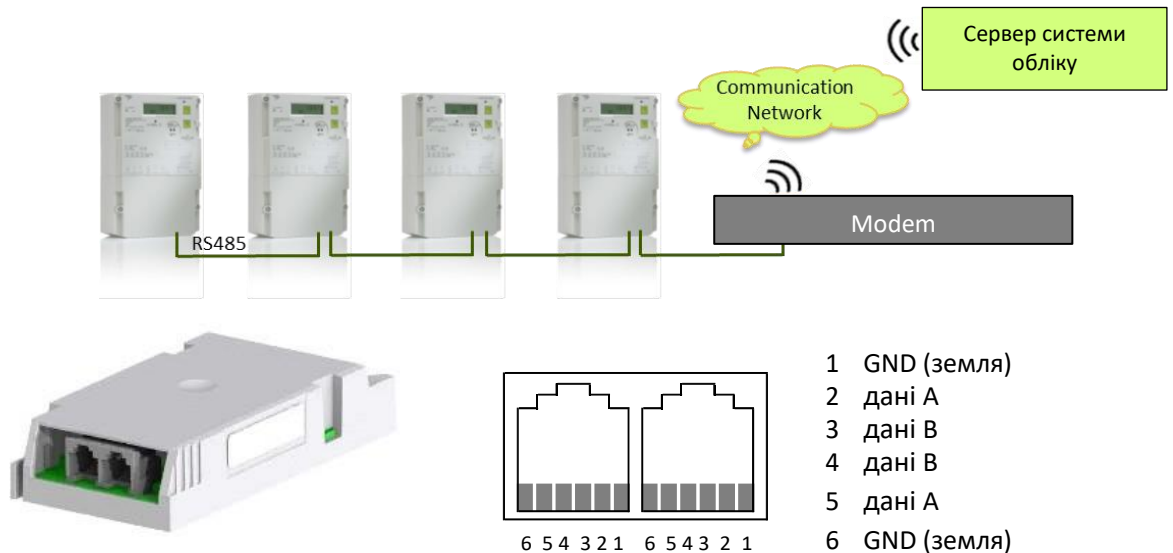 Сервер системи
обліку
Communication
Network
RS485
Modem
1 GND (земля)
2 дані A
3 дані B
4 дані B
5 дані A
6 GND (земля)
6 5 4 3 2 1 6 5 4 3 2 1